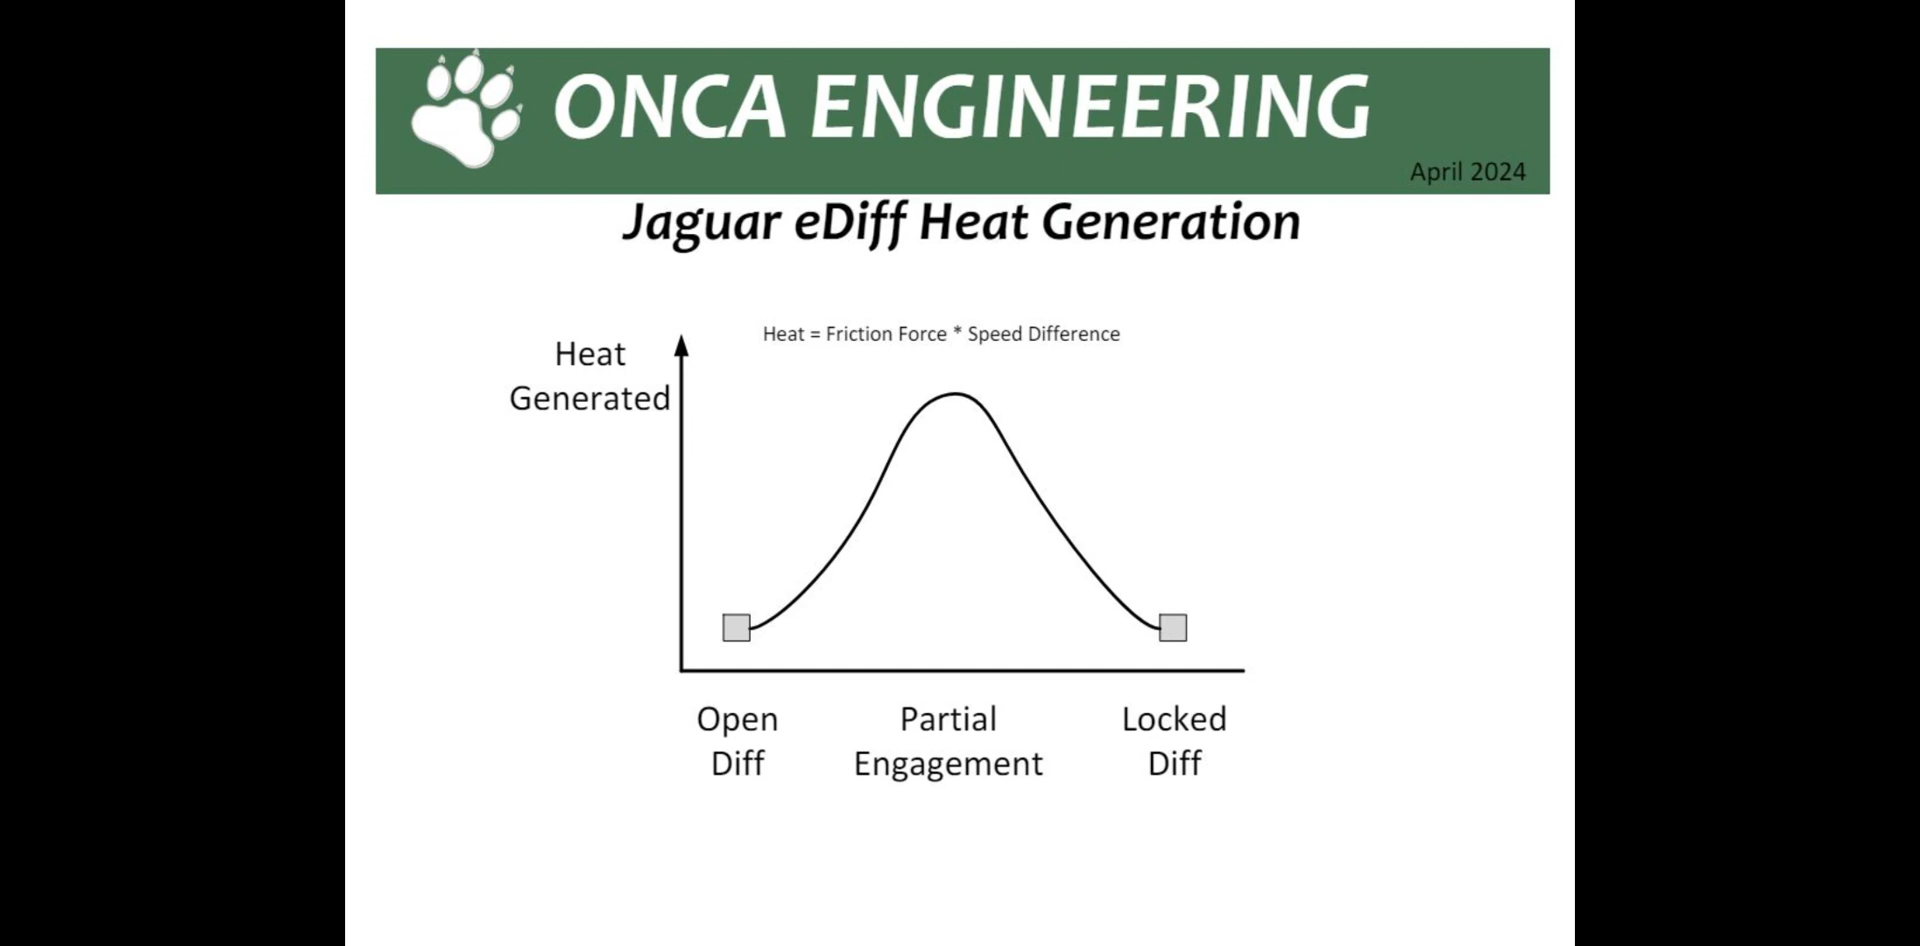 ONCA ENGINEERING
April 2024
Jaguar eDiff Heat Generation
Heat = Friction Force * Speed Difference
Heat
Generated
Open
Diff
Partial
Engagement
Locked
Diff